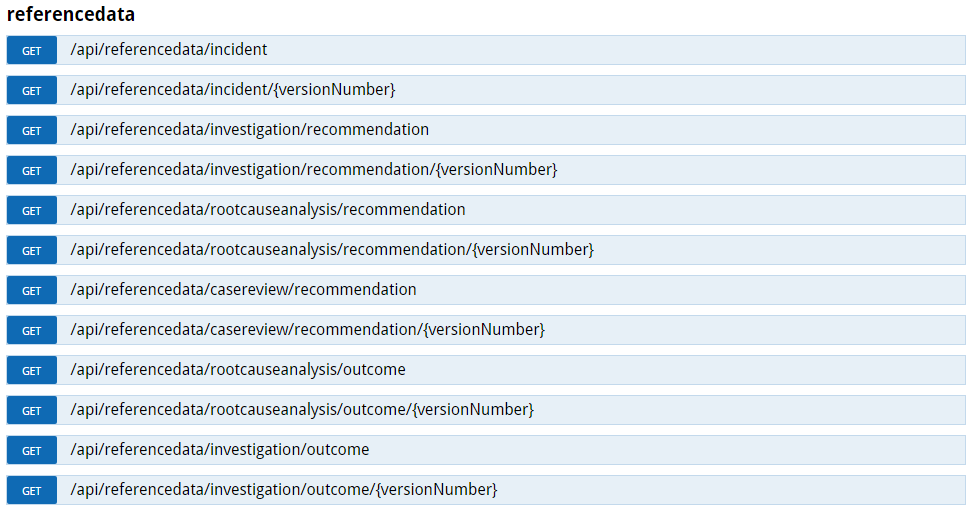 referencedata
GET /api/referencedata/incident
GET /api/referencedata/incident/{versionNumber}
GET /api/referencedata/investigation/recommendation
GET /api/referencedata/investigation/recommendation/{versionNumber}
GET /api/referencedata/rootcauseanalysis/recommendation
GET /api/referencedata/rootcauseanalysis/recommendation/{versionNumber}
GET /api/referencedata/casereview/recommendation
GET /api/referencedata/casereview/recommendation/{versionNumber}
GET /api/referencedata/rootcauseanalysis/outcome
GET /api/referencedata/rootcauseanalysis/outcome/{versionNumber}
GET /api/referencedata/investigation/outcome
GET /api/referencedata/investigation/outcome/{versionNumber}